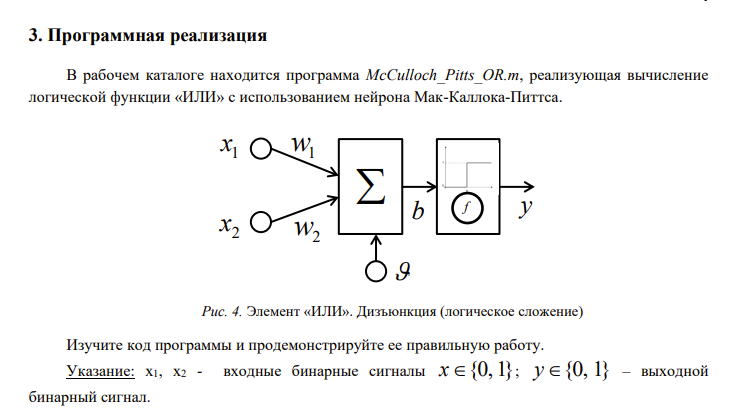 3. Программная реализация
В рабочем каталоге находится программа McCulloch_Pitts_OR.m, реализующая вычисление
логической функции «ИЛИ» с использованием нейрона Мак-Каллока-Питтса.
x₁ w₁
Σ
b f y
x₂ w₂
ϑ
Рис. 4. Элемент «ИЛИ». Дизъюнкция (логическое сложение)
Изучите код программы и продемонстрируйте ее правильную работу.
Указание: x₁, x₂ - входные бинарные сигналы x ∈ {0, 1}; y ∈ {0, 1} – выходной
бинарный сигнал.